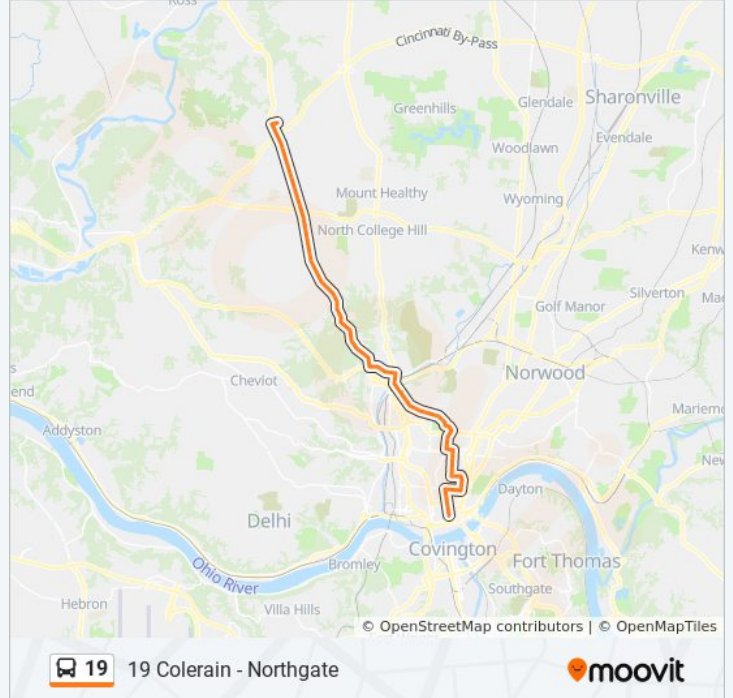 Ross
Cincinnati By-Pass
Greenhills
Glendale
Sharonville
Evendale
Woodlawn
Mount Healthy
Wyoming
North College Hill
Kenw
Silverton
Ma
Golf Manor
Norwood
Cheviot
s
end
Mariemo
Addyston
New
Dayton
Delhi
Covington
Bromley
Fort Thomas
Ohio River
Southgate
Hebron
Villa Hills
© OpenStreetMap contributors | © OpenMapTiles
19 19 Colerain - Northgate
moovit